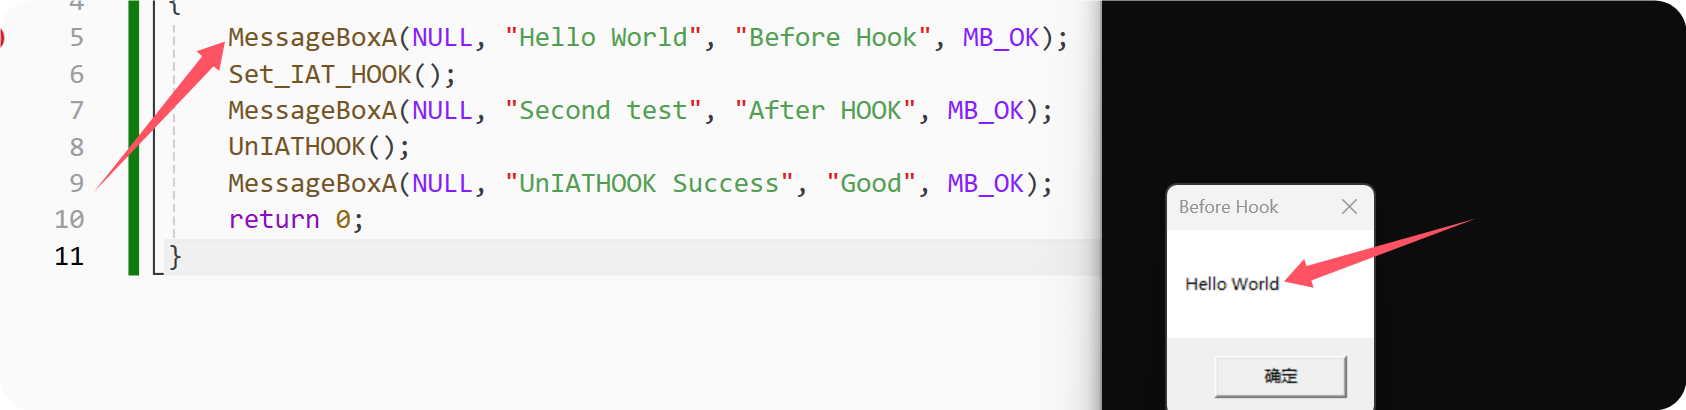 4 {
5 MessageBoxA(NULL, "Hello World", "Before Hook", MB_OK);
6 Set_IAT_HOOK();
7 MessageBoxA(NULL, "Second test", "After HOOK", MB_OK);
8 UnIATHOOK();
9 MessageBoxA(NULL, "UnIATHOOK Success", "Good", MB_OK);
10 return 0;
11 }
Before Hook
Hello World
确定